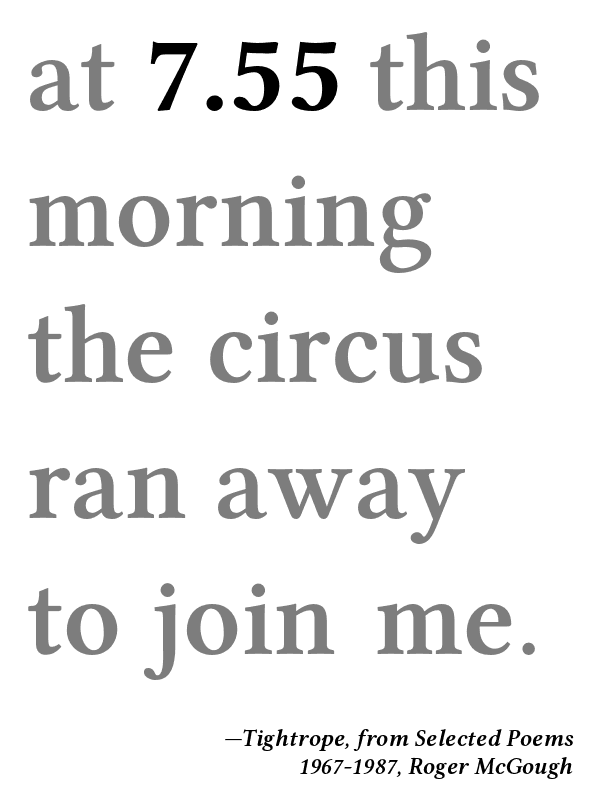 at 7.55 this
morning
the circus
ran away
to join me.
—Tightrope, from Selected Poems
1967-1987, Roger McGough